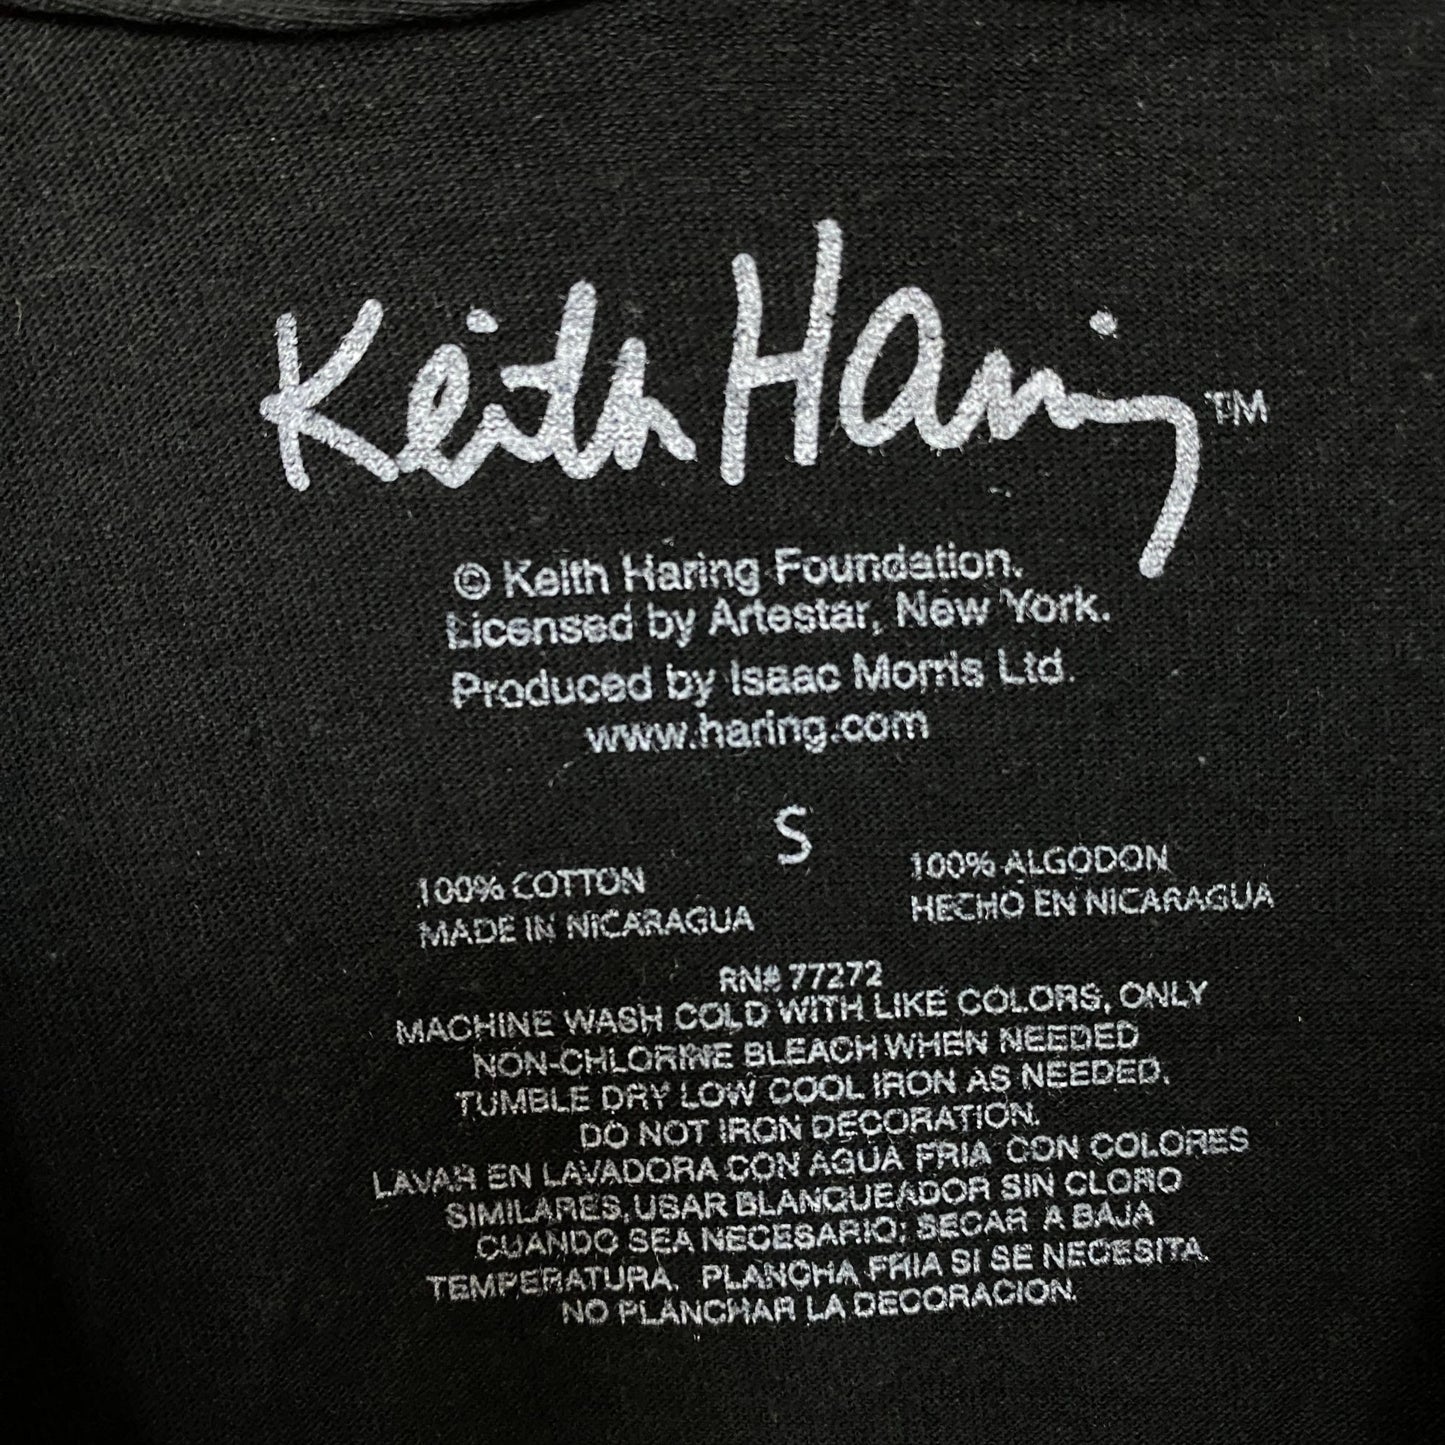 Keith Haring™
© Keith Haring Foundation.
Licensed by Artestar, New York.
Produced by Isaac Morris Ltd.
www.haring.com
S
100% COTTON
MADE IN NICARAGUA
100% ALGODON
HECHO EN NICARAGUA
RN# 77272
MACHINE WASH COLD WITH LIKE COLORS, ONLY
NON-CHLORINE BLEACH WHEN NEEDED
TUMBLE DRY LOW COOL IRON AS NEEDED.
DO NOT IRON DECORATION.
LAVAR EN LAVADORA CON AGUA FRIA CON COLORES
SIMILARES, USAR BLANQUEADOR SIN CLORO
CUANDO SEA NECESARIO; SECAR A BAJA
TEMPERATURA. PLANCHA FRIA SI SE NECESITA.
NO PLANCHAR LA DECORACION.